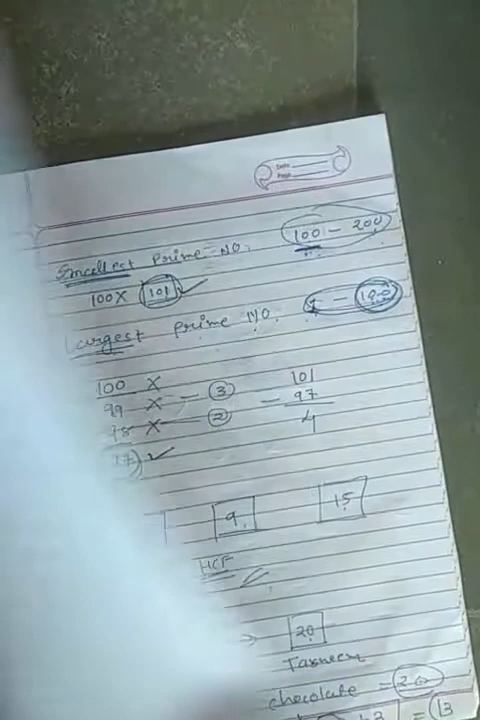 Date
Page
Smallest prime No. 100 - 200
100 X 101 ✓
Largest prime NO. 1 - 100
100 X
99 X - 3
98 X - 2
97 ✓
101
- 97
4
9 15
HCF
20
Tasneem
chocolate = 20
= 13